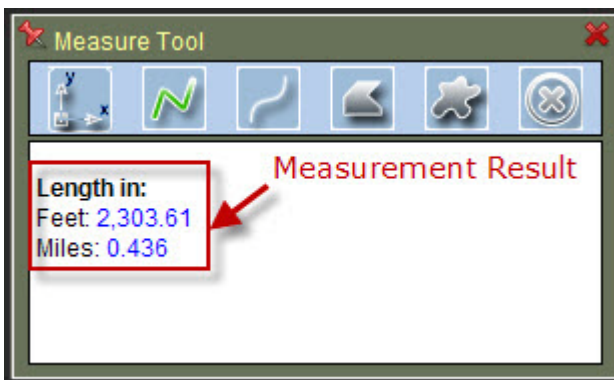 Measure Tool
y
x
Measurement Result
Length in:
Feet: 2,303.61
Miles: 0.436